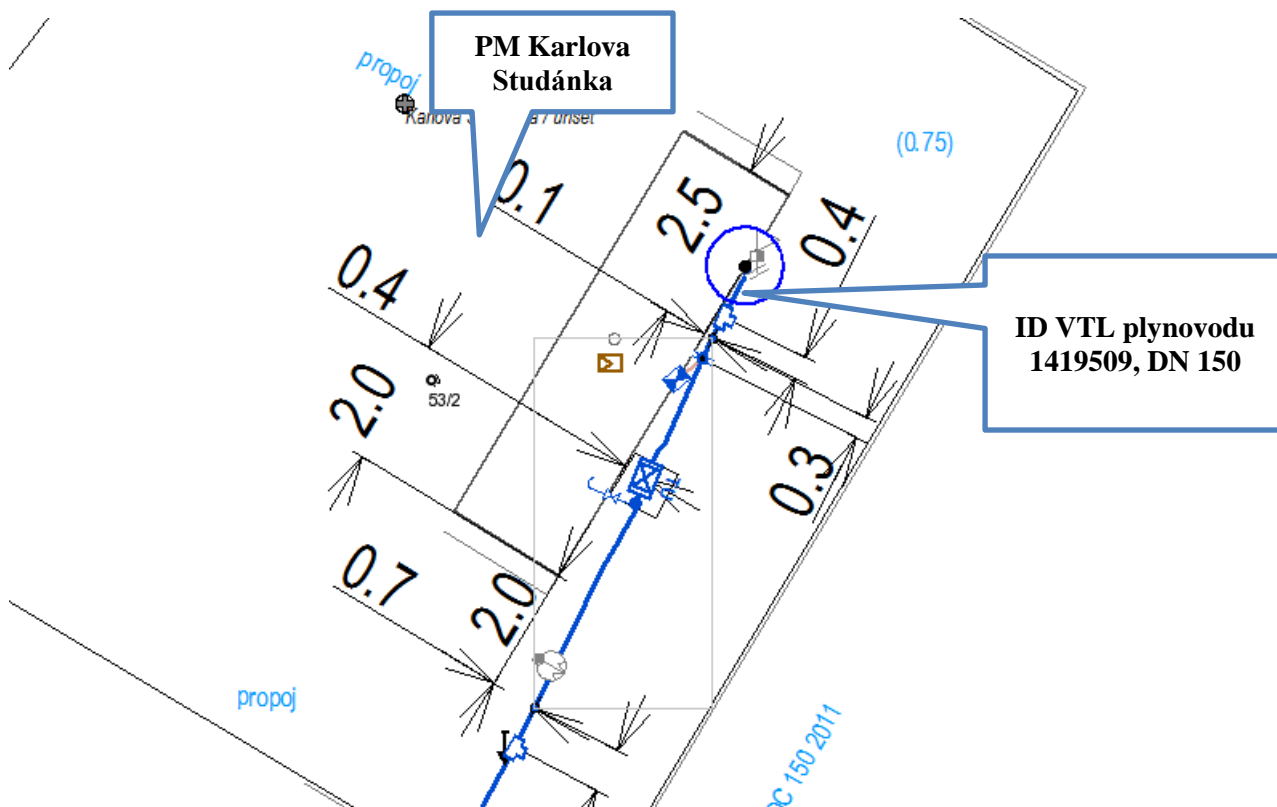 PM Karlova
Studánka
propoj
(0.75)
0.1
2.5
0.4
0.4
ID VTL plynovodu
1419509, DN 150
53/2
2.0
0.3
0.7
2.0
propoj
OC 150 2011